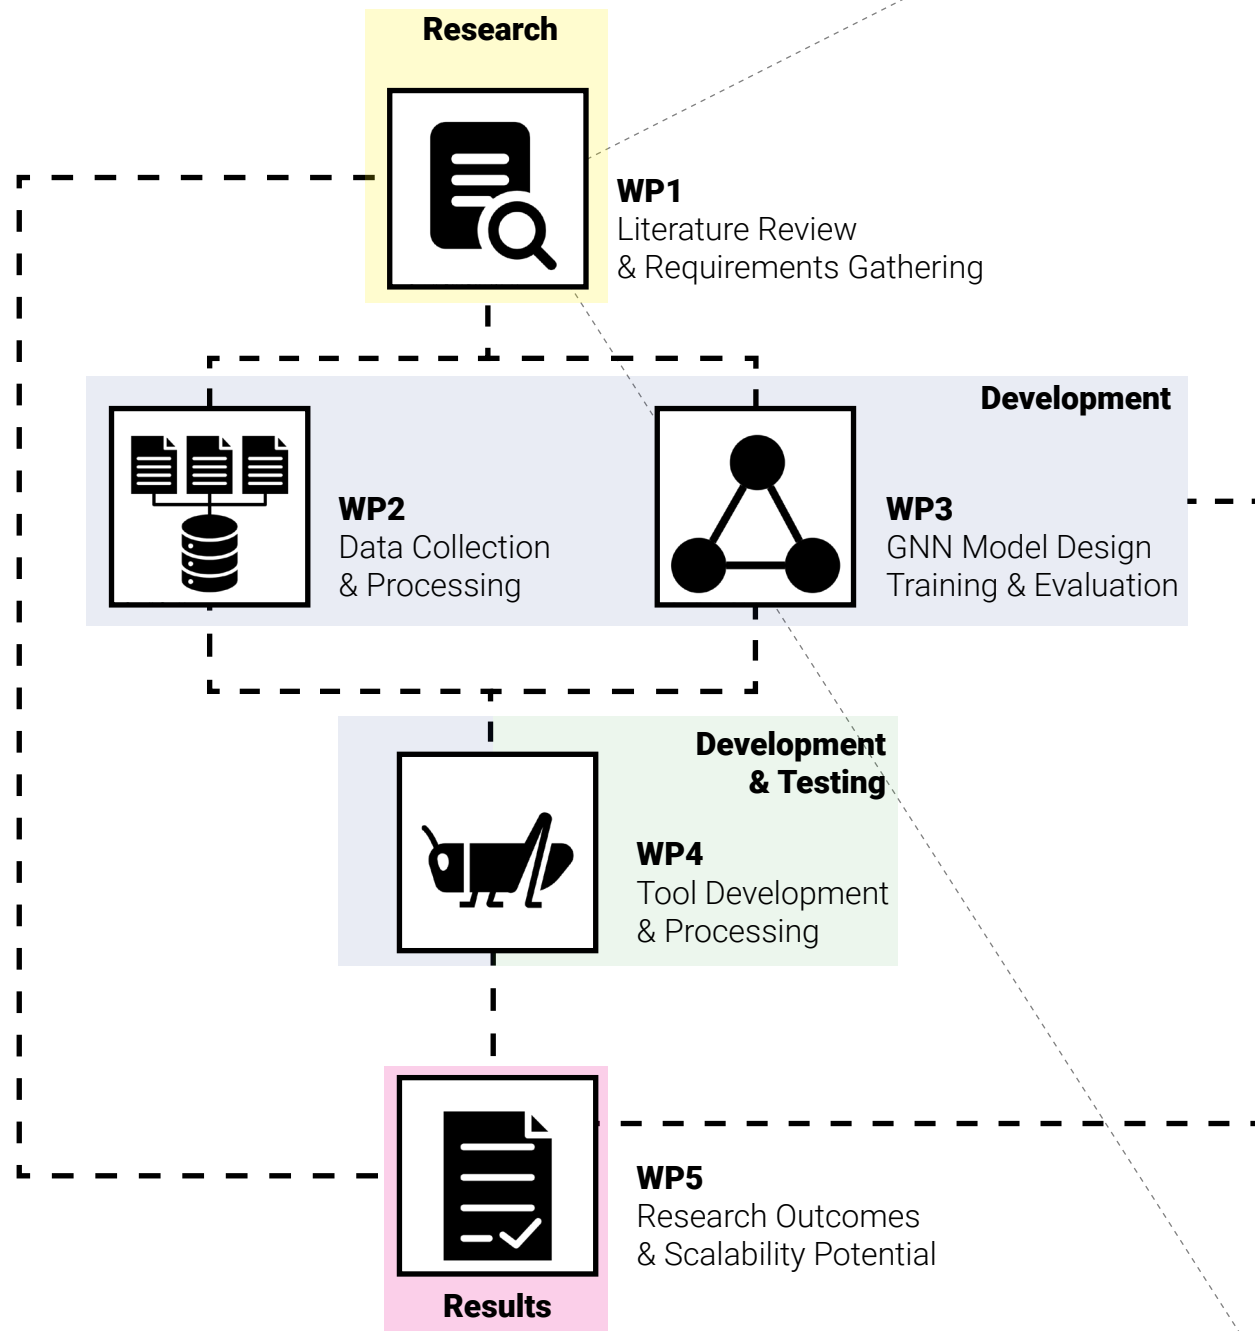 Research
WP1
Literature Review
& Requirements Gathering
Development
WP2
Data Collection
& Processing
WP3
GNN Model Design
Training & Evaluation
Development
& Testing
WP4
Tool Development
& Processing
WP5
Research Outcomes
& Scalability Potential
Results